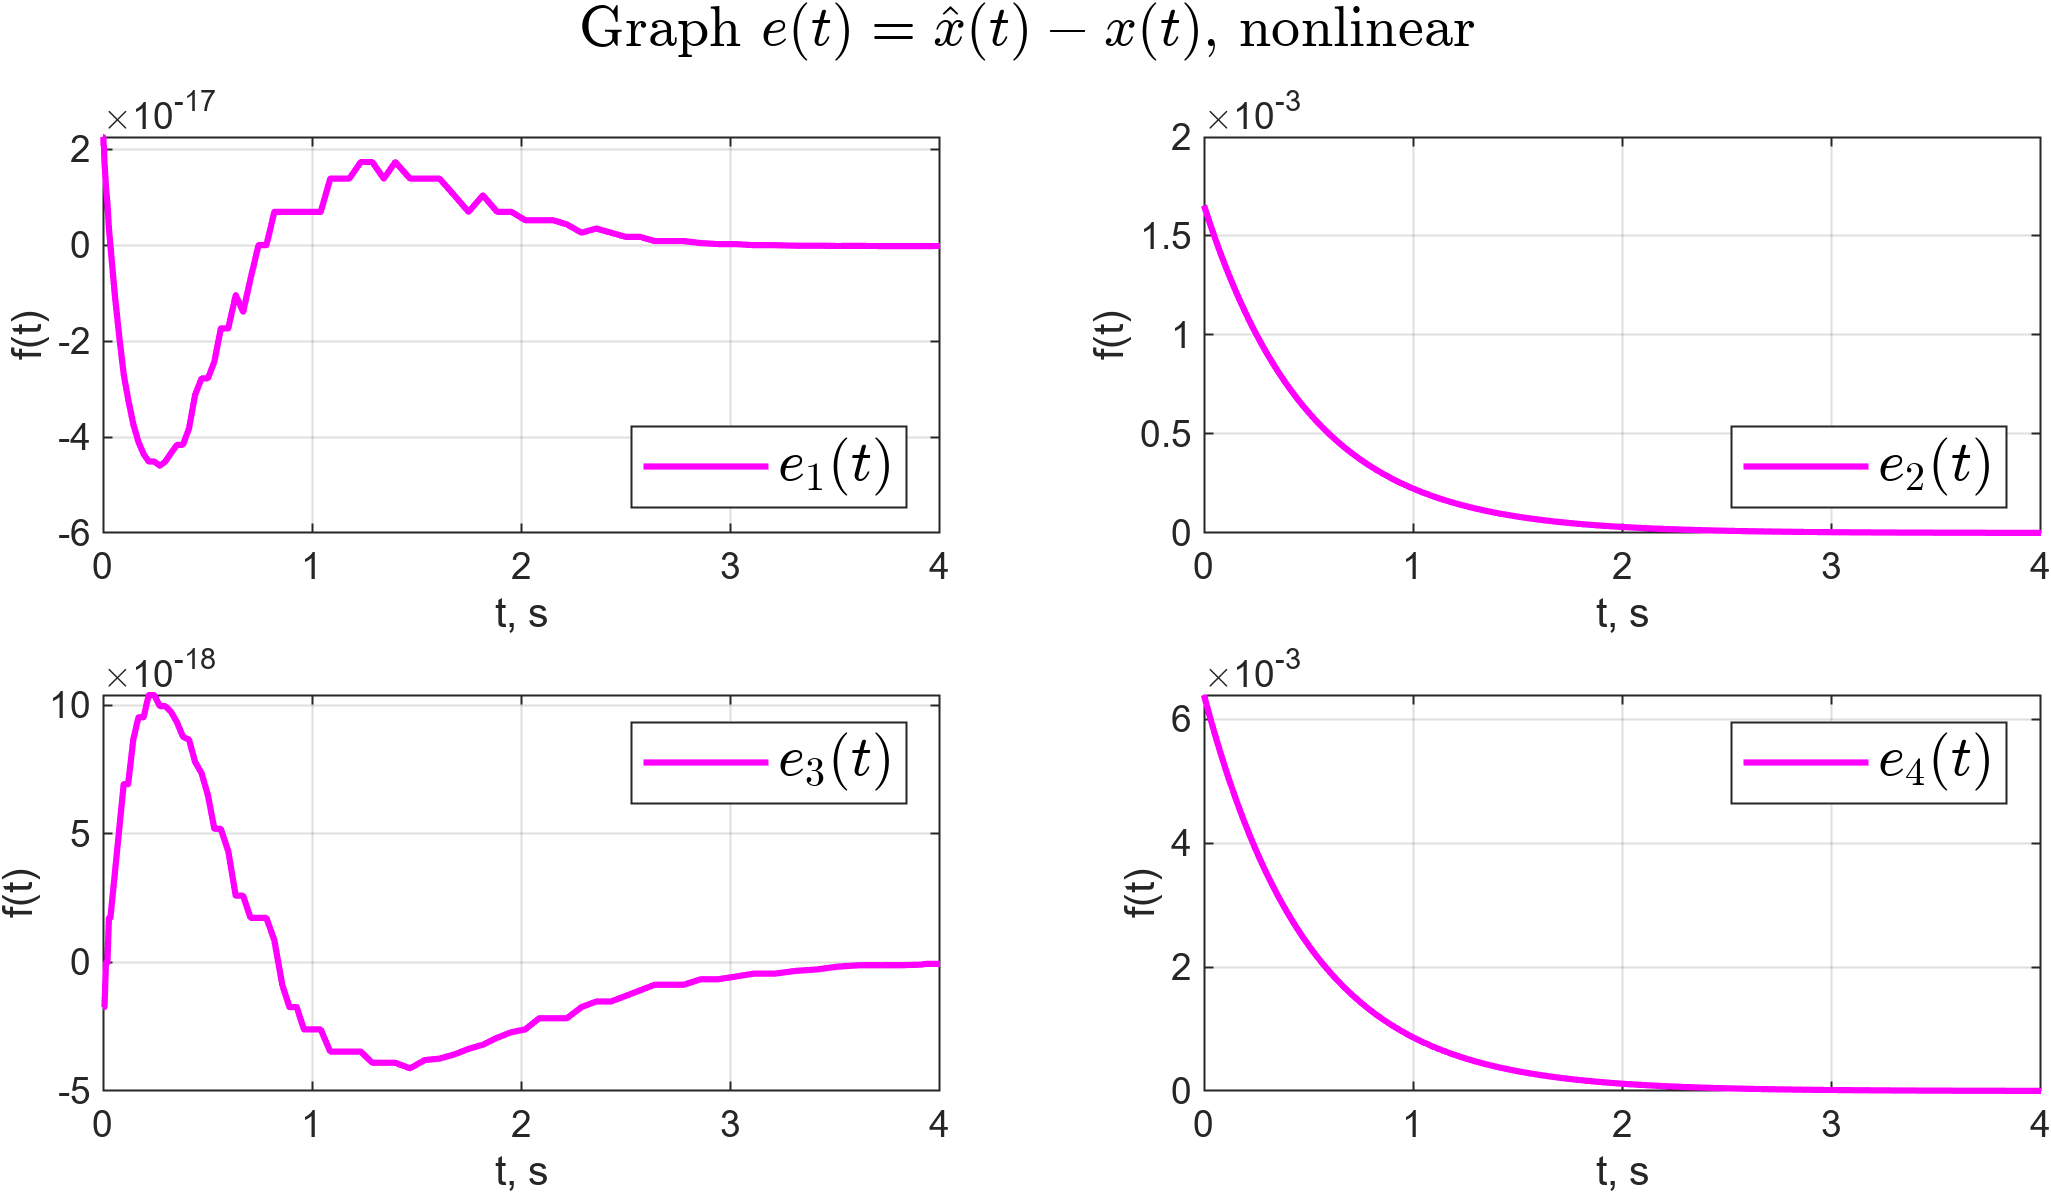 Graph e(t) = x̂(t) − x(t), nonlinear
×10⁻¹⁷
2
0
-2
-4
-6
0 1 2 3 4
f(t)
t, s
e₁(t)
×10⁻³
2
1.5
1
0.5
0
0 1 2 3 4
f(t)
t, s
e₂(t)
×10⁻¹⁸
10
5
0
-5
0 1 2 3 4
f(t)
t, s
e₃(t)
×10⁻³
6
4
2
0
0 1 2 3 4
f(t)
t, s
e₄(t)